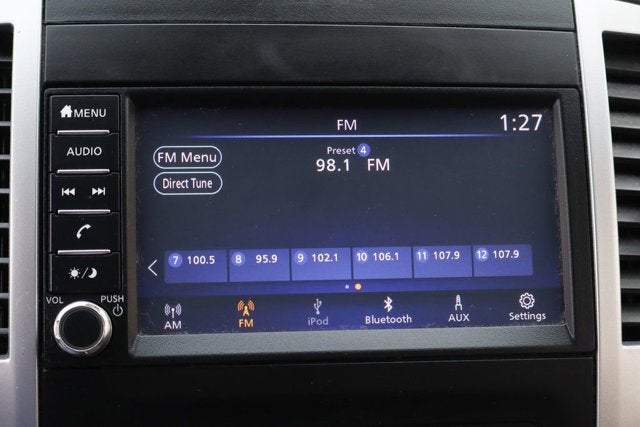 MENU
AUDIO
VOL
PUSH
FM
1:27
FM Menu
Preset 4
98.1 FM
Direct Tune
7 100.5
8 95.9
9 102.1
10 106.1
11 107.9
12 107.9
AM
FM
iPod
Bluetooth
AUX
Settings